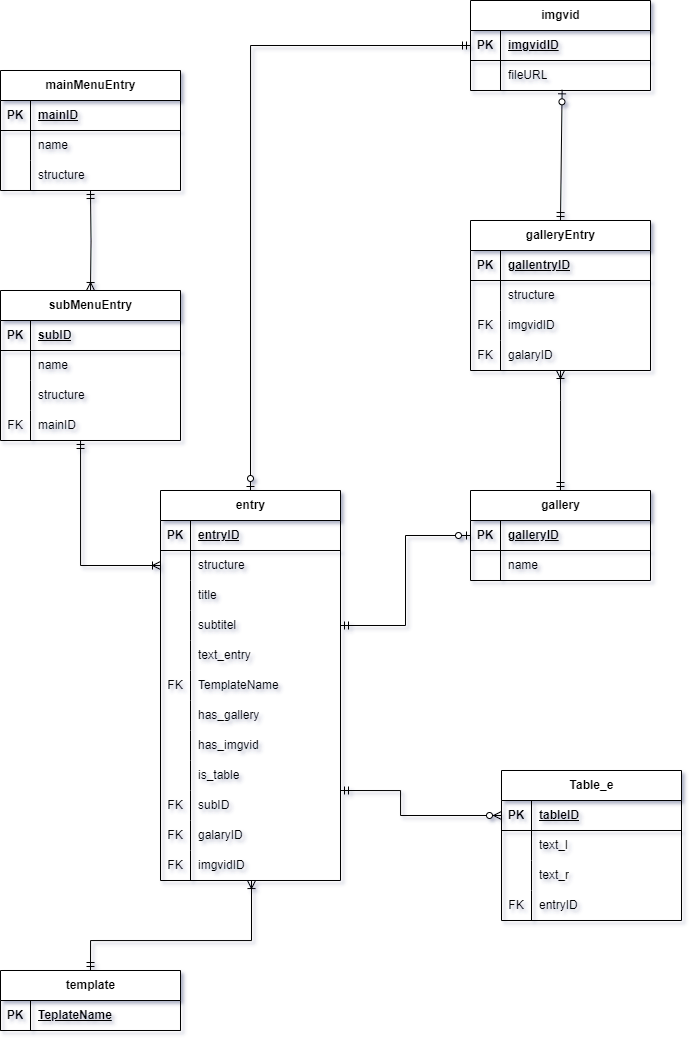 imgvid
PK imgvidID
fileURL
mainMenuEntry
PK mainID
name
structure
galleryEntry
PK gallentryID
structure
FK imgvidID
FK galaryID
subMenuEntry
PK subID
name
structure
FK mainID
entry
PK entryID
structure
title
subtitel
text_entry
FK TemplateName
has_gallery
has_imgvid
is_table
FK subID
FK galaryID
FK imgvidID
gallery
PK galleryID
name
Table_e
PK tableID
text_l
text_r
FK entryID
template
PK TeplateName